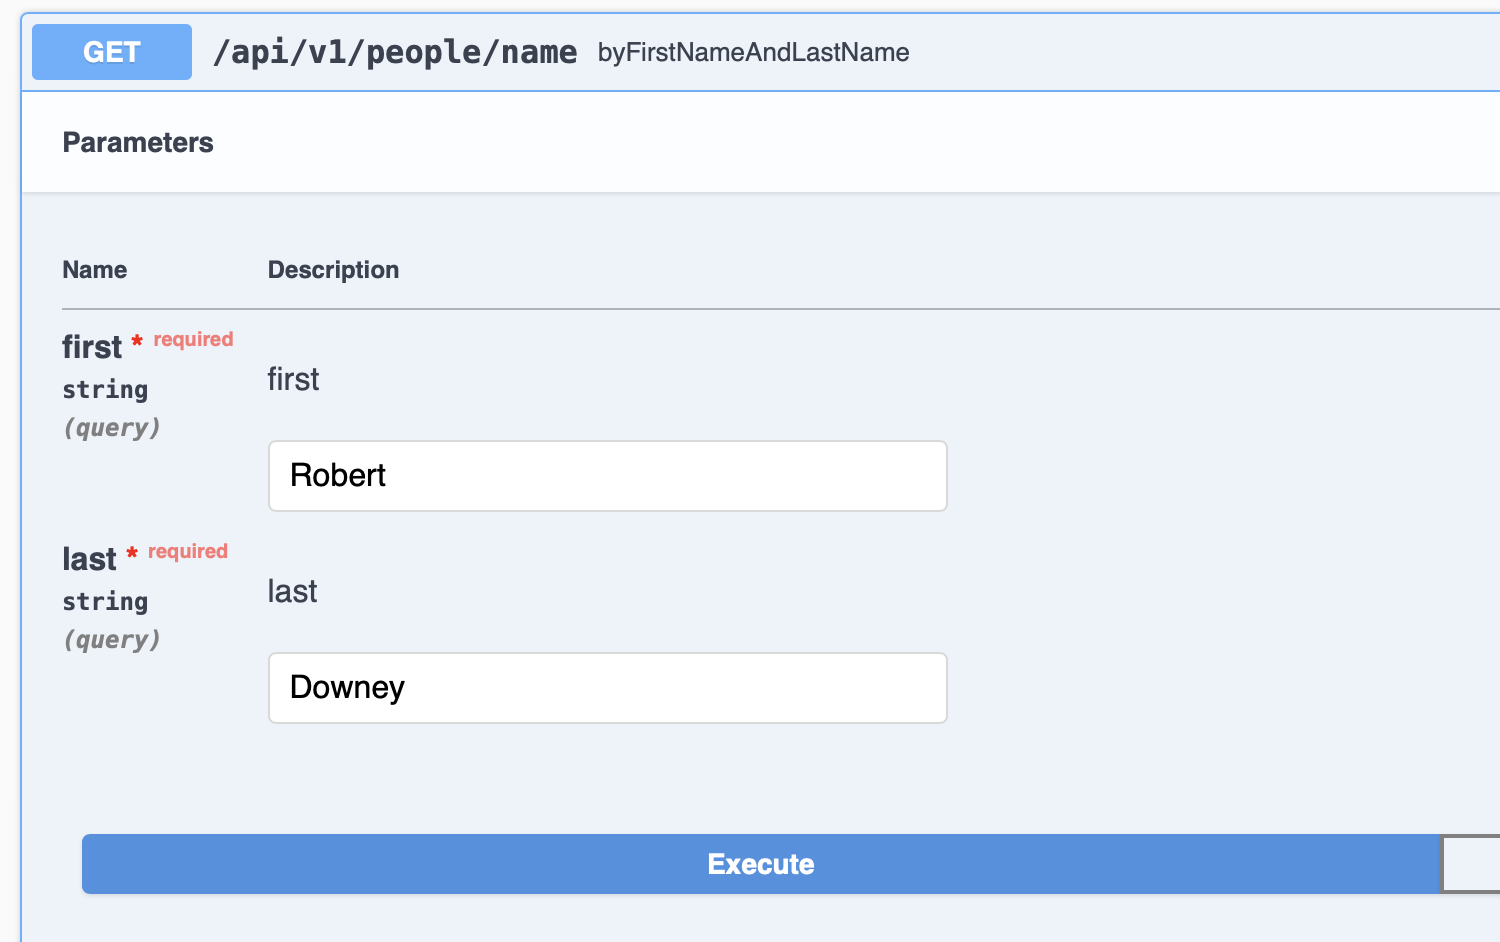 GET /api/v1/people/name byFirstNameAndLastName
Parameters
Name Description
first * required
string
(query)
first
Robert
last * required
string
(query)
last
Downey
Execute